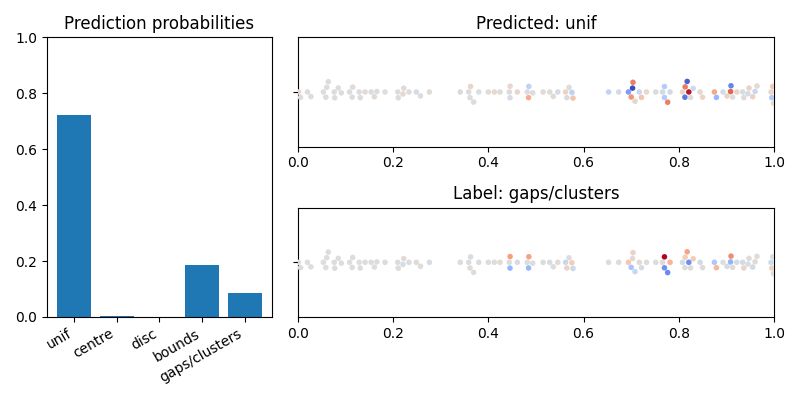 Prediction probabilities
1.0
0.8
0.6
0.4
0.2
0.0
unif
centre
disc
bounds
gaps/clusters
Predicted: unif
0.0 0.2 0.4 0.6 0.8 1.0
Label: gaps/clusters
0.0 0.2 0.4 0.6 0.8 1.0